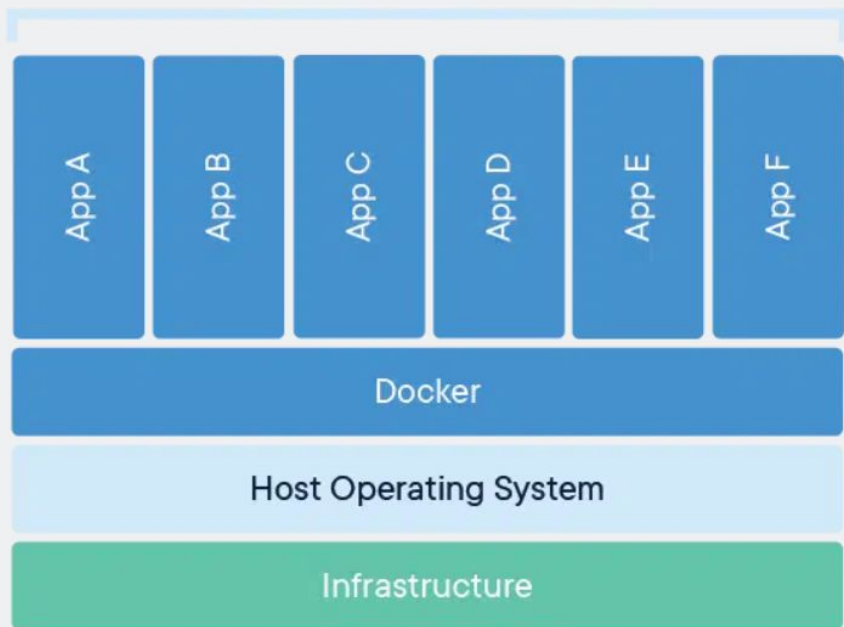 App A
App B
App C
App D
App E
App F
Docker
Host Operating System
Infrastructure